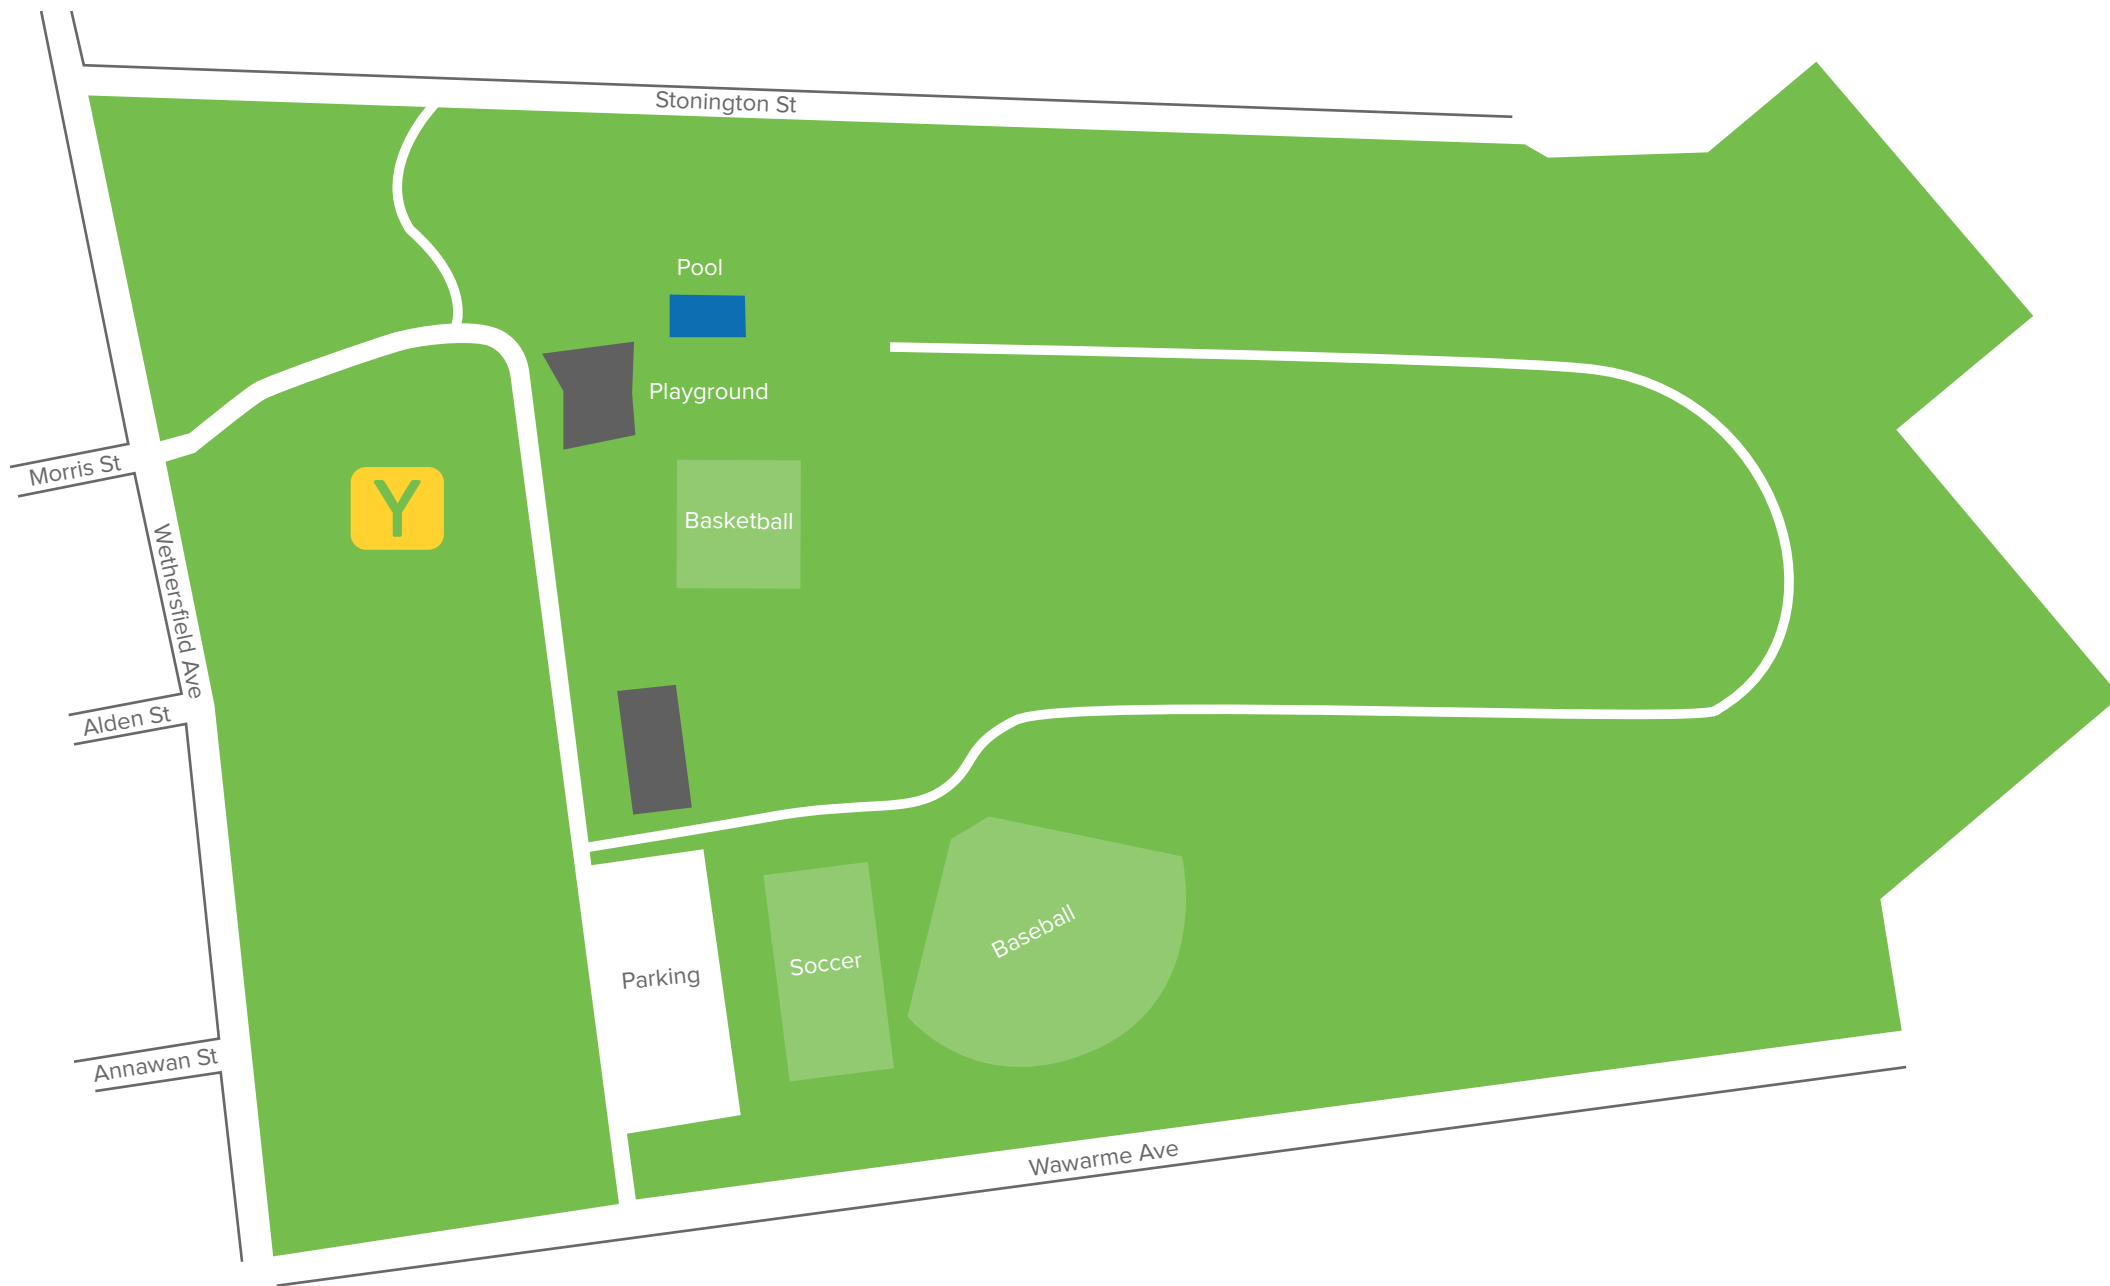 Stonington St
Pool
Playground
Morris St
Y
Basketball
Wethersfield Ave
Alden St
Baseball
Soccer
Parking
Annawan St
Wawarme Ave